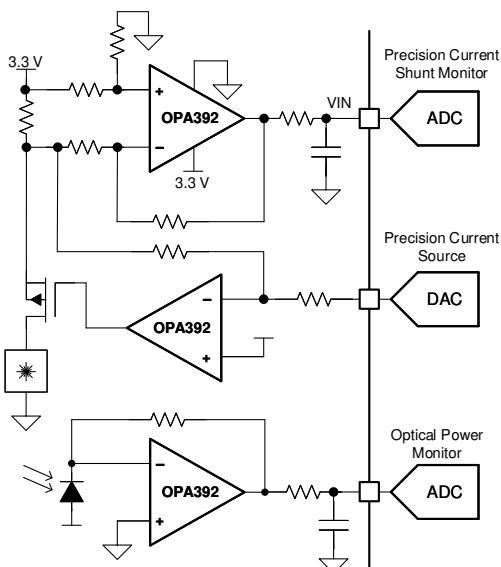 3.3 V
+
OPA392
−
3.3 V
VIN
Precision Current
Shunt Monitor
ADC
−
OPA392
+
Precision Current
Source
DAC
−
OPA392
+
Optical Power
Monitor
ADC